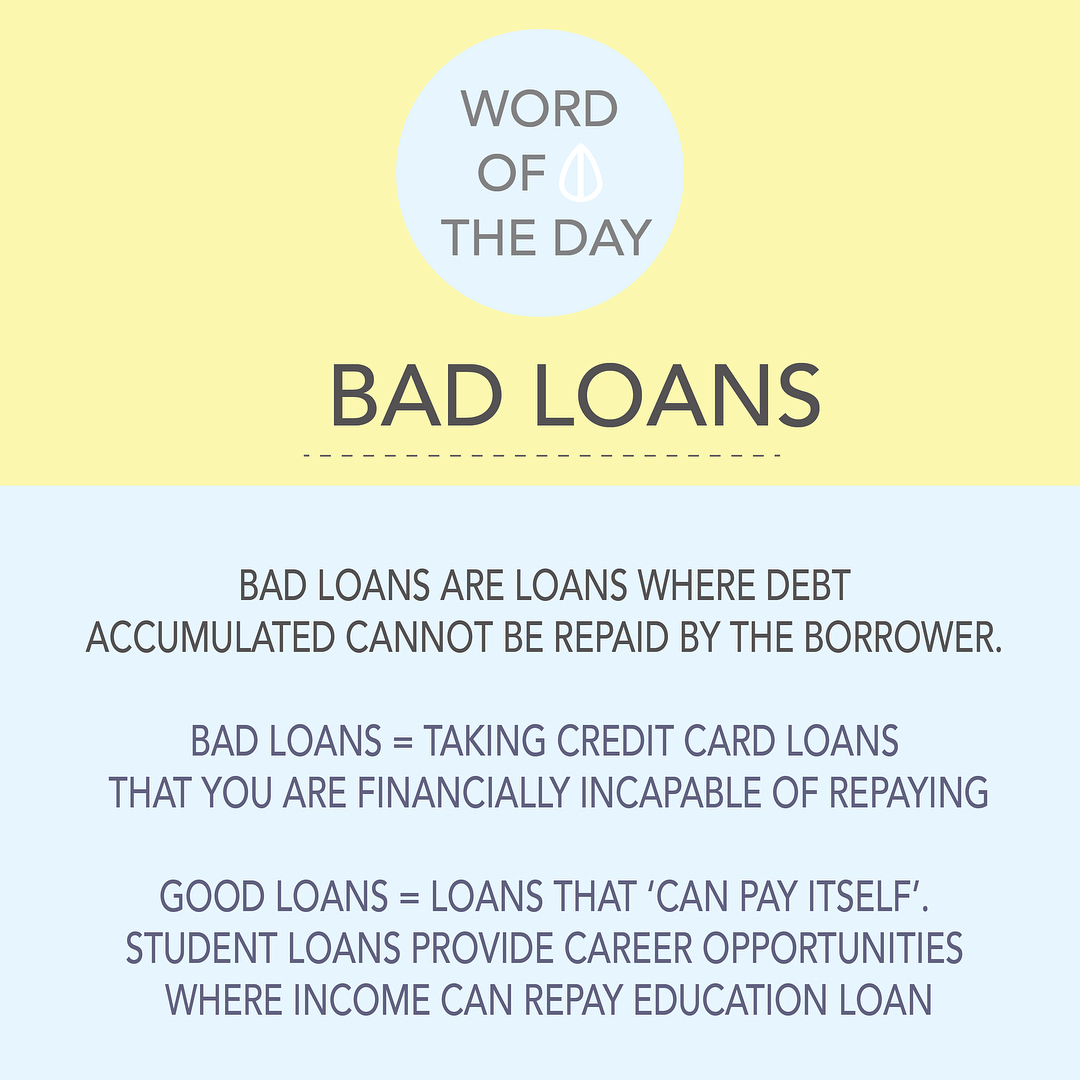 WORD
OF
THE DAY
BAD LOANS
BAD LOANS ARE LOANS WHERE DEBT
ACCUMULATED CANNOT BE REPAID BY THE BORROWER.
BAD LOANS = TAKING CREDIT CARD LOANS
THAT YOU ARE FINANCIALLY INCAPABLE OF REPAYING
GOOD LOANS = LOANS THAT ‘CAN PAY ITSELF’.
STUDENT LOANS PROVIDE CAREER OPPORTUNITIES
WHERE INCOME CAN REPAY EDUCATION LOAN